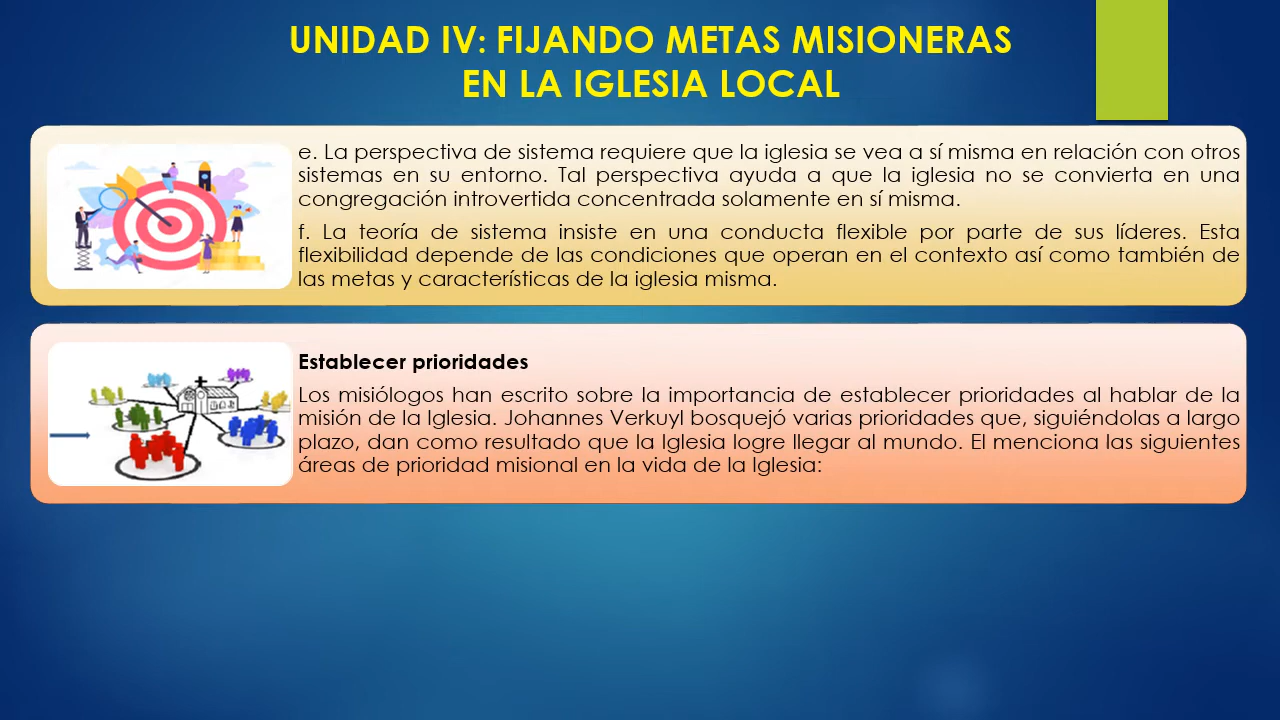 UNIDAD IV: FIJANDO METAS MISIONERAS
EN LA IGLESIA LOCAL
e. La perspectiva de sistema requiere que la iglesia se vea a sí misma en relación con otros
sistemas en su entorno. Tal perspectiva ayuda a que la iglesia no se convierta en una
congregación introvertida concentrada solamente en sí misma.
f. La teoría de sistema insiste en una conducta flexible por parte de sus líderes. Esta
flexibilidad depende de las condiciones que operan en el contexto así como también de
las metas y características de la iglesia misma.
Establecer prioridades
Los misiólogos han escrito sobre la importancia de establecer prioridades al hablar de la
misión de la Iglesia. Johannes Verkuyl bosquejó varias prioridades que, siguiéndolas a largo
plazo, dan como resultado que la Iglesia logre llegar al mundo. El menciona las siguientes
áreas de prioridad misional en la vida de la Iglesia: